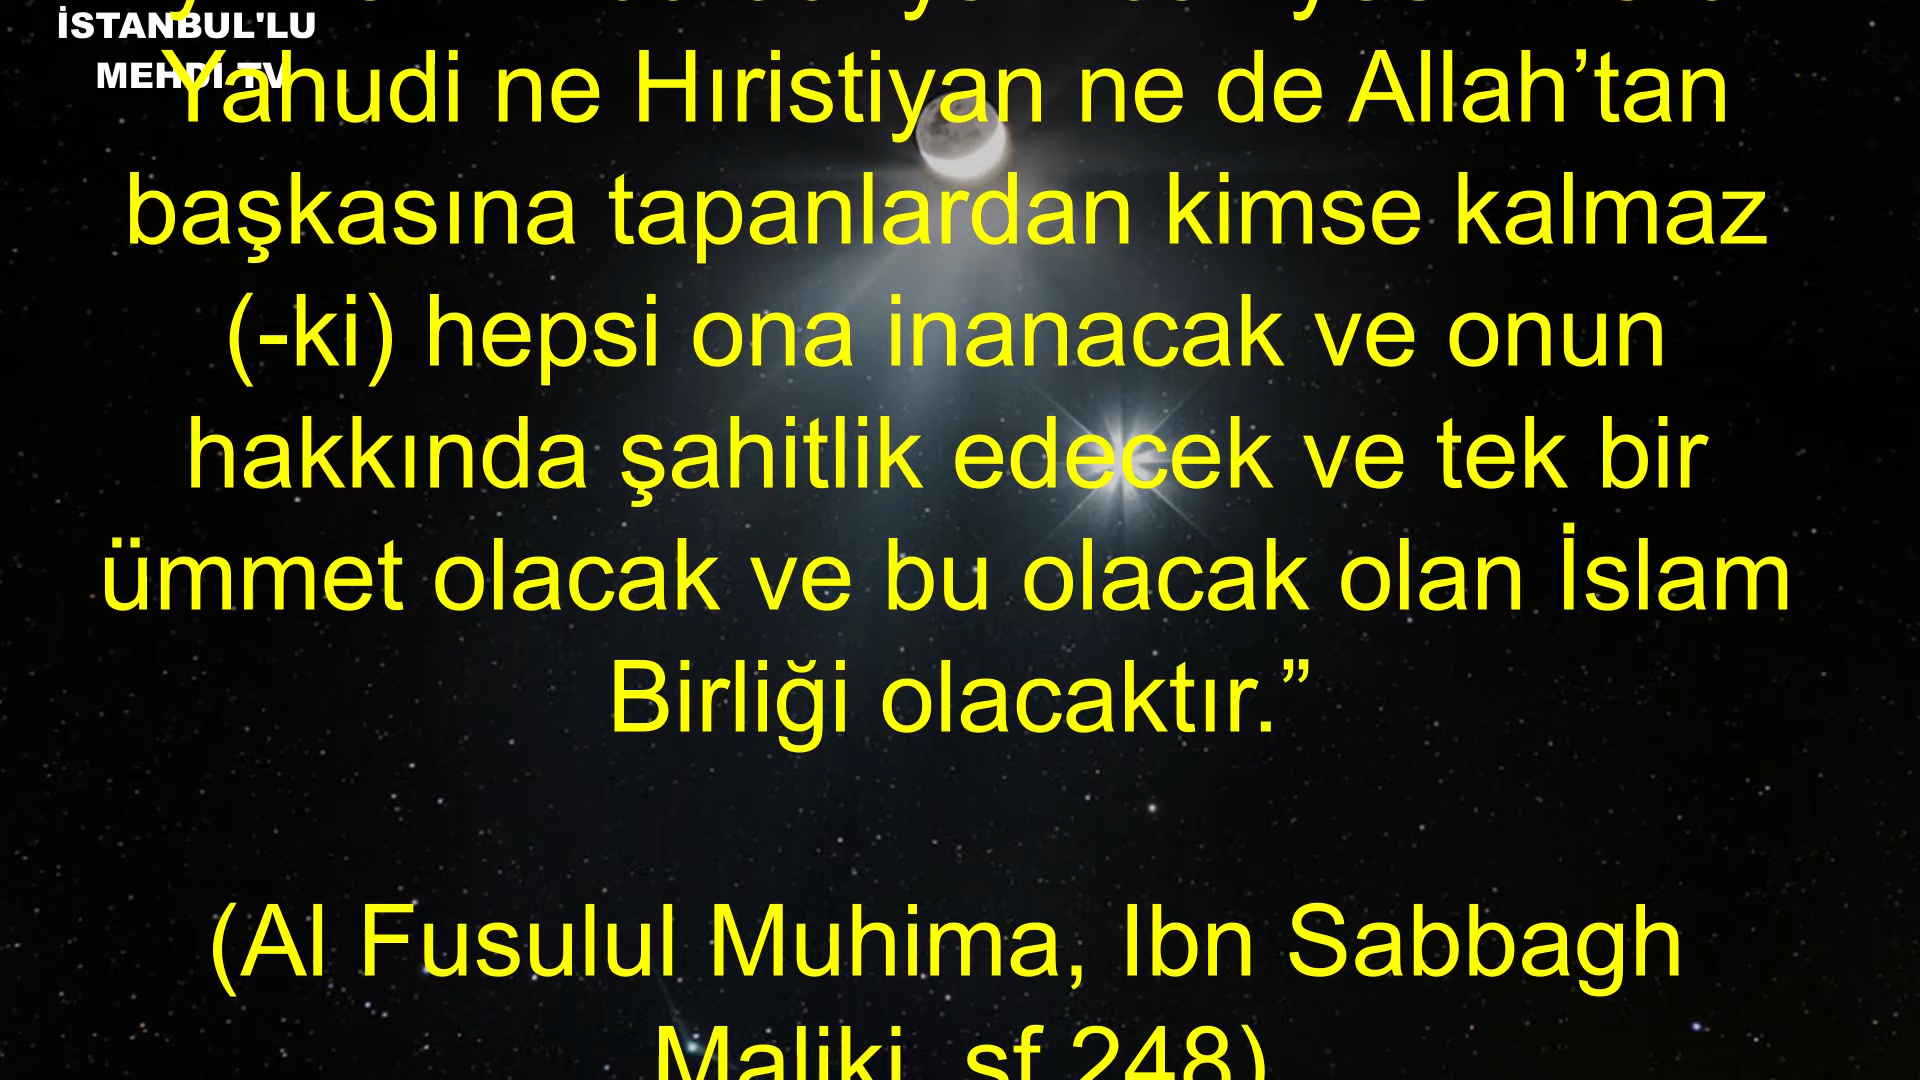 İSTANBUL'LU
MEHDİ TV
Yahudi ne Hıristiyan ne de Allah’tan
başkasına tapanlardan kimse kalmaz
(-ki) hepsi ona inanacak ve onun
hakkında şahitlik edecek ve tek bir
ümmet olacak ve bu olacak olan İslam
Birliği olacaktır.”
(Al Fusulul Muhima, Ibn Sabbagh
Maliki, sf 248)